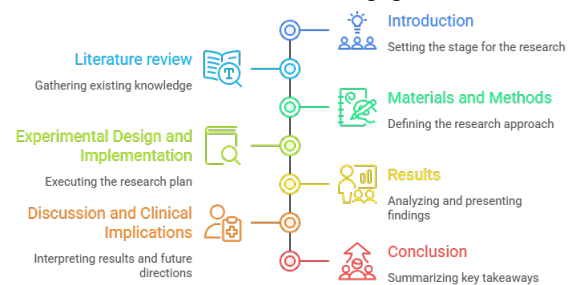 Introduction
Setting the stage for the research
Literature review
Gathering existing knowledge
Materials and Methods
Defining the research approach
Experimental Design and
Implementation
Executing the research plan
Results
Analyzing and presenting
findings
Discussion and Clinical
Implications
Interpreting results and future
directions
Conclusion
Summarizing key takeaways